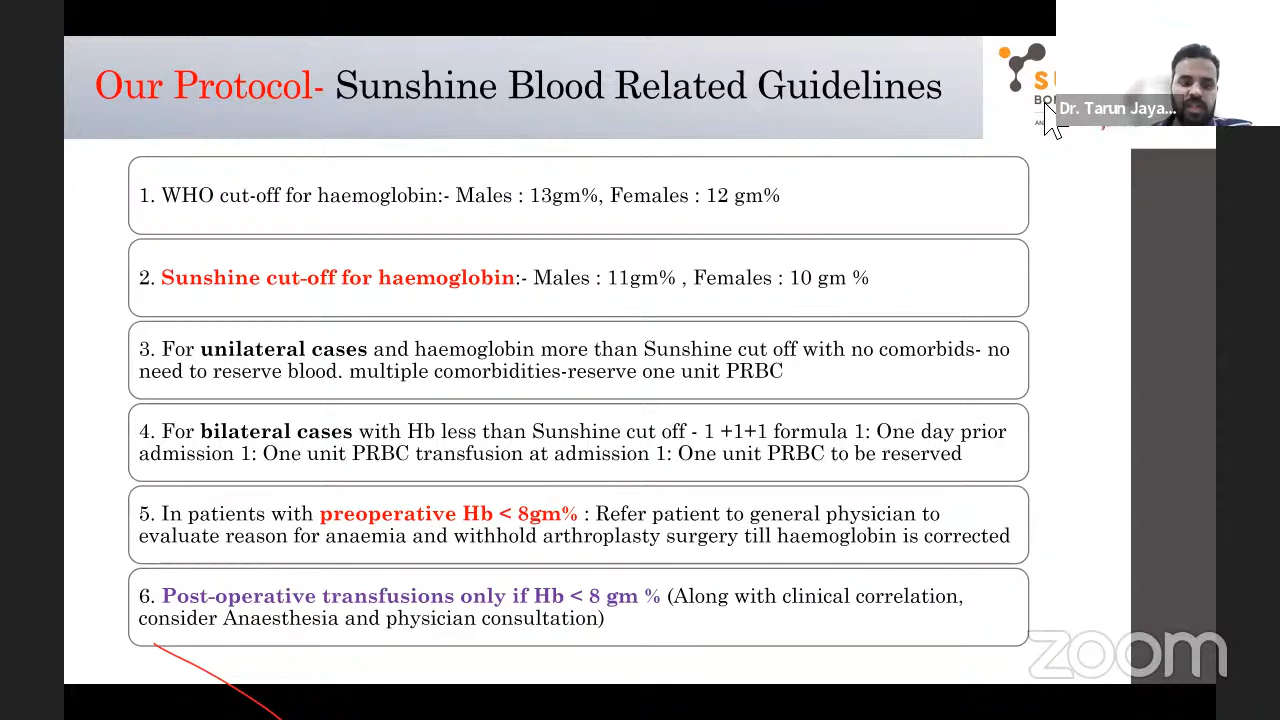 Our Protocol- Sunshine Blood Related Guidelines
Dr. Tarun Jaya...
1. WHO cut-off for haemoglobin:- Males : 13gm%, Females : 12 gm%
2. Sunshine cut-off for haemoglobin:- Males : 11gm% , Females : 10 gm %
3. For unilateral cases and haemoglobin more than Sunshine cut off with no comorbids- no
need to reserve blood. multiple comorbidities-reserve one unit PRBC
4. For bilateral cases with Hb less than Sunshine cut off - 1 +1+1 formula 1: One day prior
admission 1: One unit PRBC transfusion at admission 1: One unit PRBC to be reserved
5. In patients with preoperative Hb < 8gm% : Refer patient to general physician to
evaluate reason for anaemia and withhold arthroplasty surgery till haemoglobin is corrected
6. Post-operative transfusions only if Hb < 8 gm % (Along with clinical correlation,
consider Anaesthesia and physician consultation)
zoom